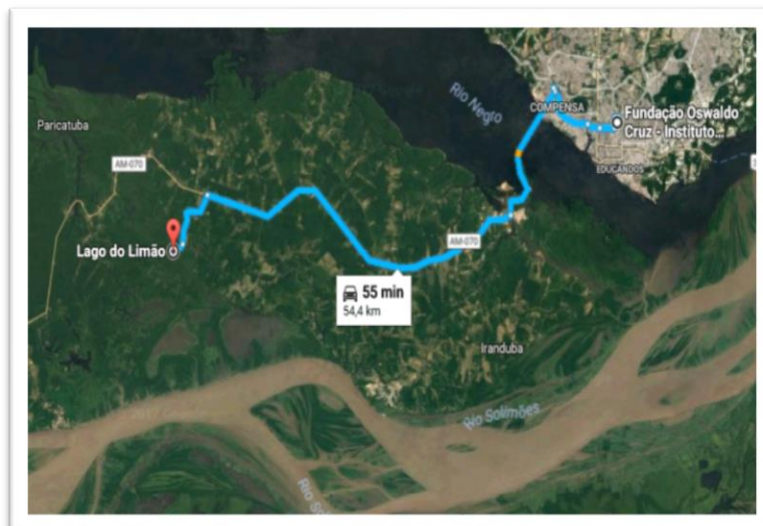 Rio Negro
COMPENSA
Fundação Oswaldo
Cruz - Instituto...
Paricatuba
EDUCANDOS
AM-070
Lago do Limão
AM-070
55 min
54,4 km
Iranduba
Rio Solimões